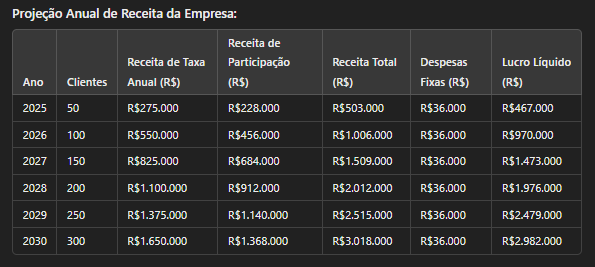 Projeção Anual de Receita da Empresa:
Ano Clientes Receita de Taxa Anual (R$) Receita de Participação (R$) Receita Total (R$) Despesas Fixas (R$) Lucro Líquido (R$)
2025 50 R$275.000 R$228.000 R$503.000 R$36.000 R$467.000
2026 100 R$550.000 R$456.000 R$1.006.000 R$36.000 R$970.000
2027 150 R$825.000 R$684.000 R$1.509.000 R$36.000 R$1.473.000
2028 200 R$1.100.000 R$912.000 R$2.012.000 R$36.000 R$1.976.000
2029 250 R$1.375.000 R$1.140.000 R$2.515.000 R$36.000 R$2.479.000
2030 300 R$1.650.000 R$1.368.000 R$3.018.000 R$36.000 R$2.982.000